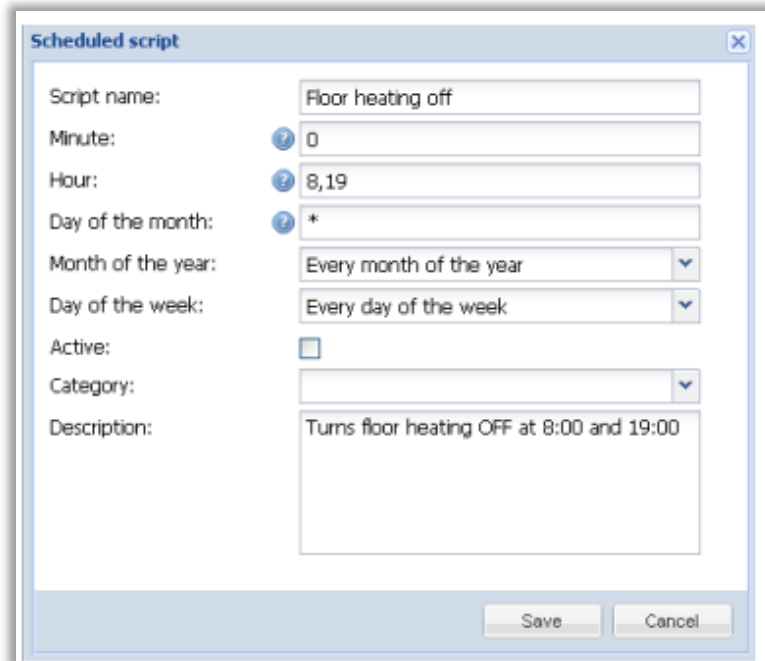 Scheduled script
Script name: Floor heating off
Minute: ? 0
Hour: ? 8,19
Day of the month: ? *
Month of the year: Every month of the year
Day of the week: Every day of the week
Active:
Category:
Description: Turns floor heating OFF at 8:00 and 19:00
Save Cancel